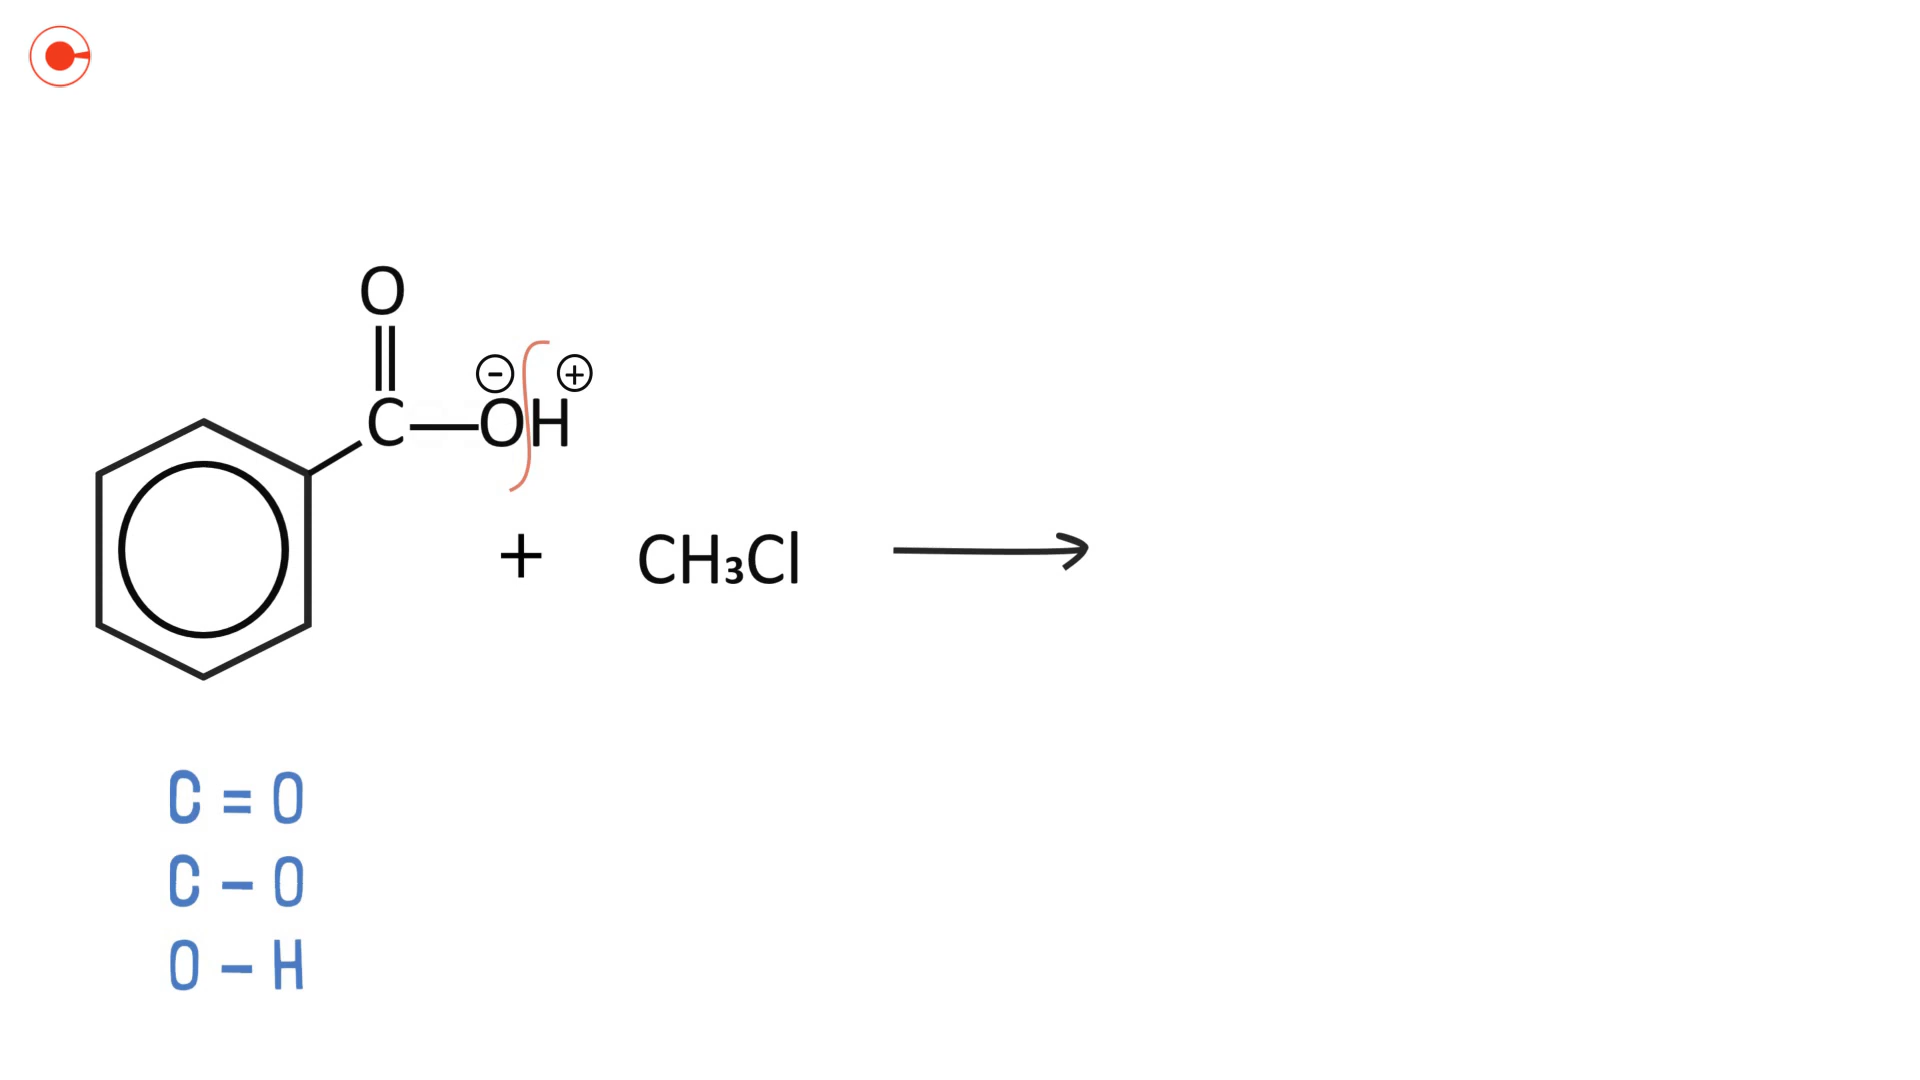 O
||
⊖ ⊕
C—OH
+ CH₃Cl ⟶
C = O
C – O
O – H